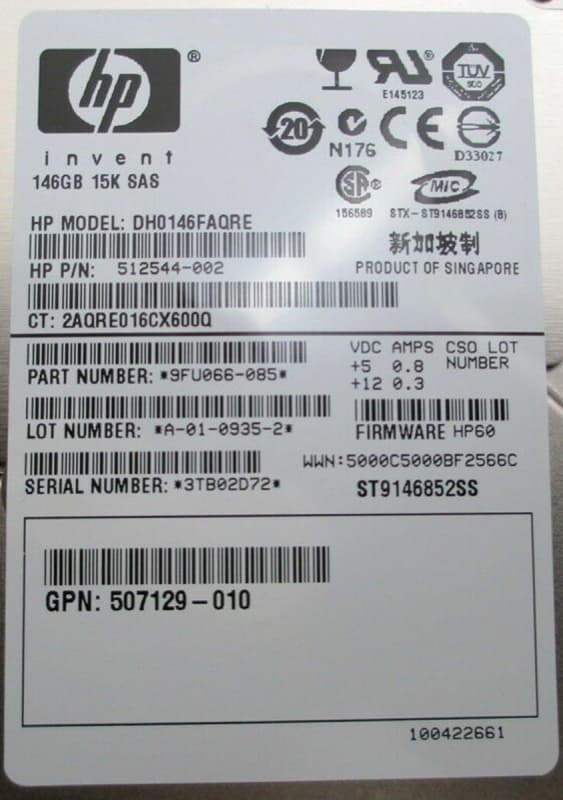 hp ®
invent
146GB 15K SAS
E145123
TÜV
20
N176
CE
D33027
SA ®
156589
MIC
STX-ST9146852SS (B)
HP MODEL: DH0146FAQRE
新加坡制
HP P/N: 512544-002
PRODUCT OF SINGAPORE
CT: 2AQRE016CX600Q
VDC AMPS CSO LOT
+5 0.8 NUMBER
+12 0.3
PART NUMBER: *9FU066-085*
LOT NUMBER: *A-01-0935-2*
FIRMWARE HP60
WWN:5000C5000BF2566C
SERIAL NUMBER: *3TB02D72*
ST9146852SS
GPN: 507129-010
100422661